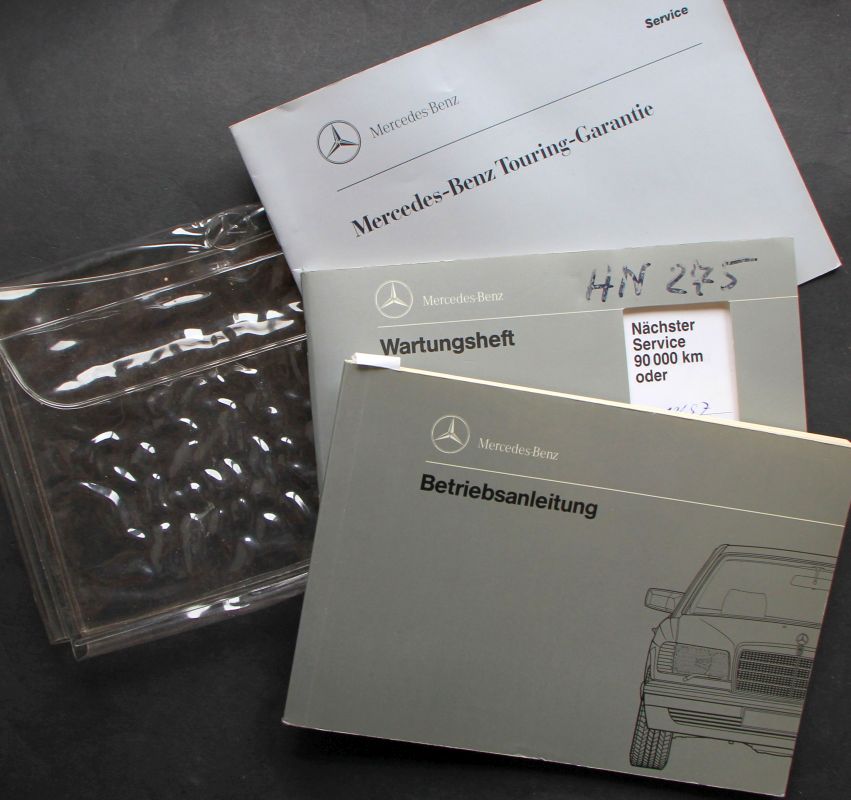 Service
Mercedes-Benz
Mercedes-Benz Touring-Garantie
HN 275
Mercedes-Benz
Wartungsheft
Nächster
Service
90 000 km
oder
Mercedes-Benz
Betriebsanleitung